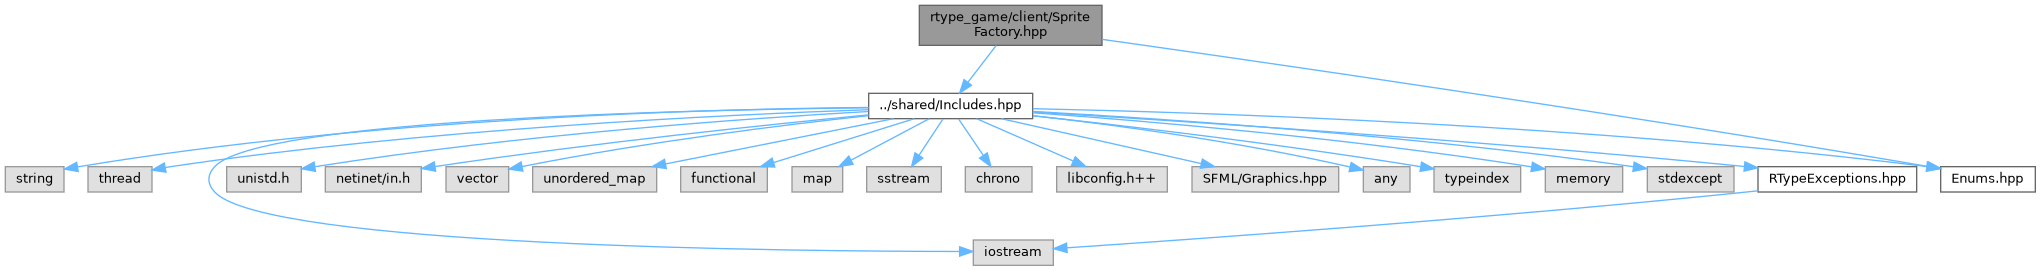 rtype_game/client/Sprite
Factory.hpp
../shared/Includes.hpp
string
thread
unistd.h
netinet/in.h
vector
unordered_map
functional
map
sstream
chrono
libconfig.h++
SFML/Graphics.hpp
any
typeindex
memory
stdexcept
RTypeExceptions.hpp
Enums.hpp
iostream